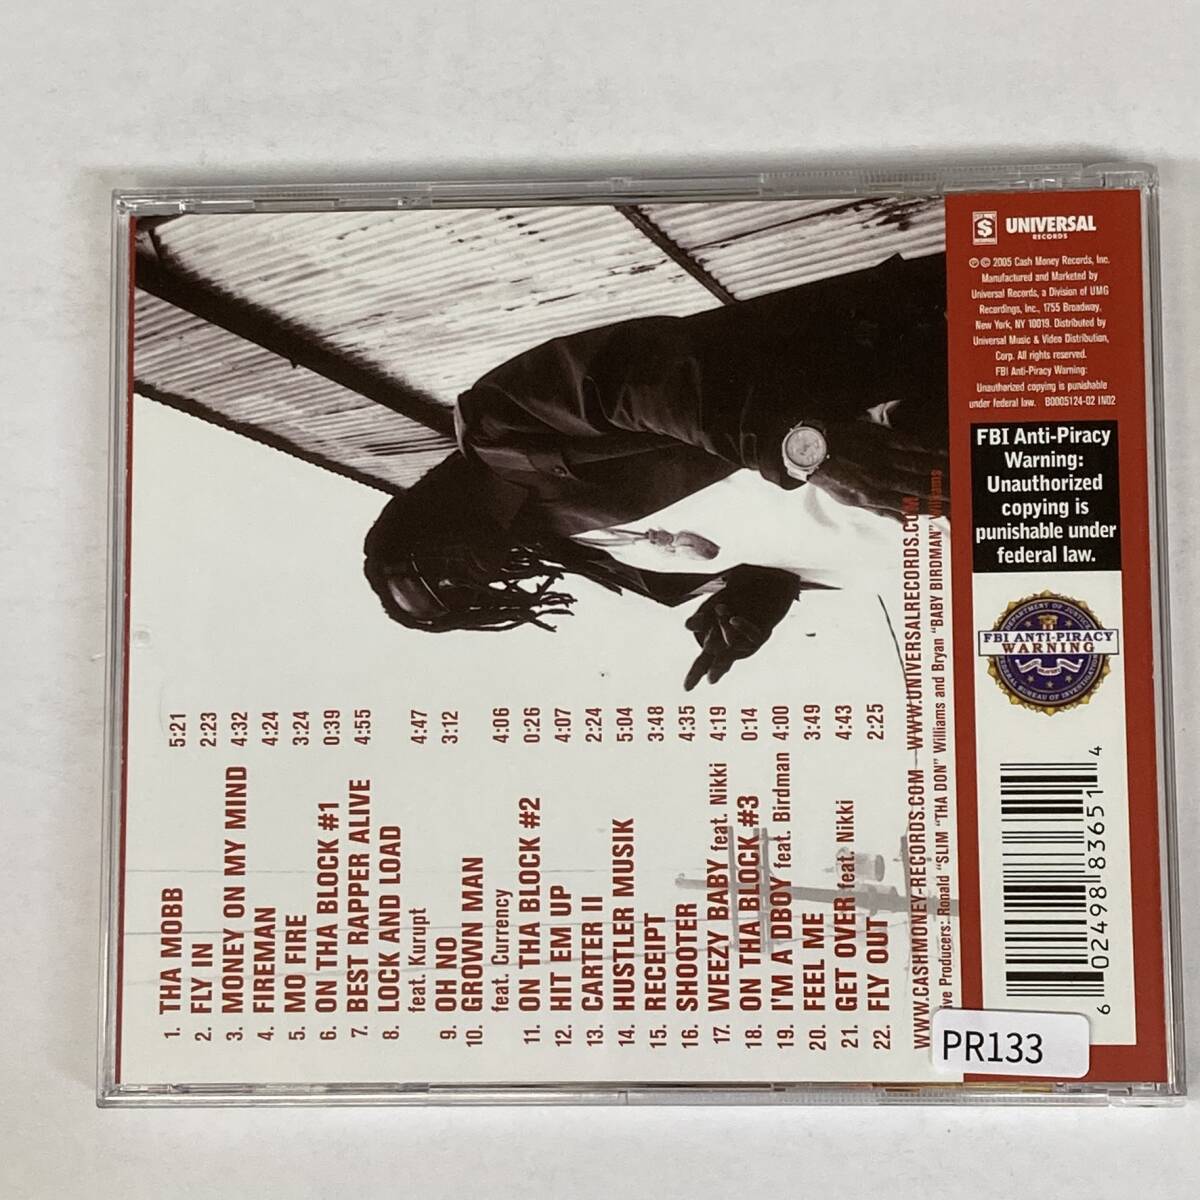 1. THA MOBB 5:21
2. FLY IN 2:23
3. MONEY ON MY MIND 4:32
4. FIREMAN 4:24
5. MO FIRE 3:24
6. ON THA BLOCK #1 0:39
7. BEST RAPPER ALIVE 4:55
8. LOCK AND LOAD
feat. Kurupt 4:47
9. OH NO 3:12
10. GROWN MAN
feat. Currency 4:06
11. ON THA BLOCK #2 0:26
12. HIT EM UP 4:07
13. CARTER II 2:24
14. HUSTLER MUSIK 5:04
15. RECEIPT 3:48
16. SHOOTER 4:35
17. WEEZY BABY feat. Nikki 4:19
18. ON THA BLOCK #3 0:14
19. I'M A DBOY feat. Birdman 4:00
20. FEEL ME 3:49
21. GET OVER feat. Nikki 4:43
22. FLY OUT 2:25
WWW.CASHMONEY-RECORDS.COM WWW.UNIVERSALRECORDS.COM
ive Producers: Ronald "SLIM "THA DON" Williams and Bryan "BABY BIRDMAN" Williams
CASH MONEY
UNIVERSAL
RECORDS
℗ © 2005 Cash Money Records, Inc.
Manufactured and Marketed by
Universal Records, a Division of UMG
Recordings, Inc., 1755 Broadway,
New York, NY 10019. Distributed by
Universal Music & Video Distribution,
Corp. All rights reserved.
FBI Anti-Piracy Warning:
Unauthorized copying is punishable
under federal law. B0005124-02 IN02
FBI Anti-Piracy
Warning:
Unauthorized
copying is
punishable under
federal law.
DEPARTMENT OF JUSTICE
FBI ANTI-PIRACY
WARNING
FEDERAL BUREAU OF INVESTIGATION
6 02498 83651 4
PR133